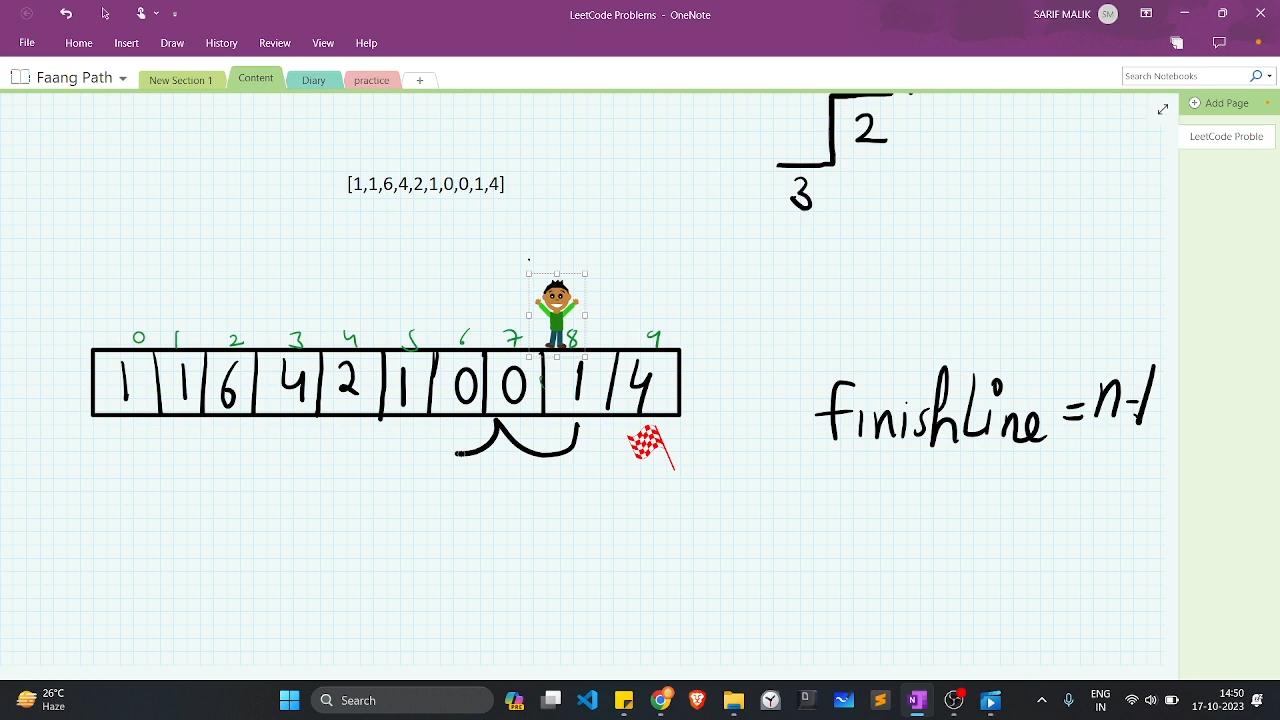 LeetCode Problems - OneNote
SARIF MALIK
SM
File
Home
Insert
Draw
History
Review
View
Help
Faang Path
New Section 1
Content
Diary
practice
+
Search Notebooks
Add Page
LeetCode Proble
2
3
[1,1,6,4,2,1,0,0,1,4]
0 1 2 3 4 5 6 7 8 9
1 1 6 4 2 1 0 0 1 4
finishLine = n-1
26°C
Haze
Search
PRE
ENG
IN
14:50
17-10-2023